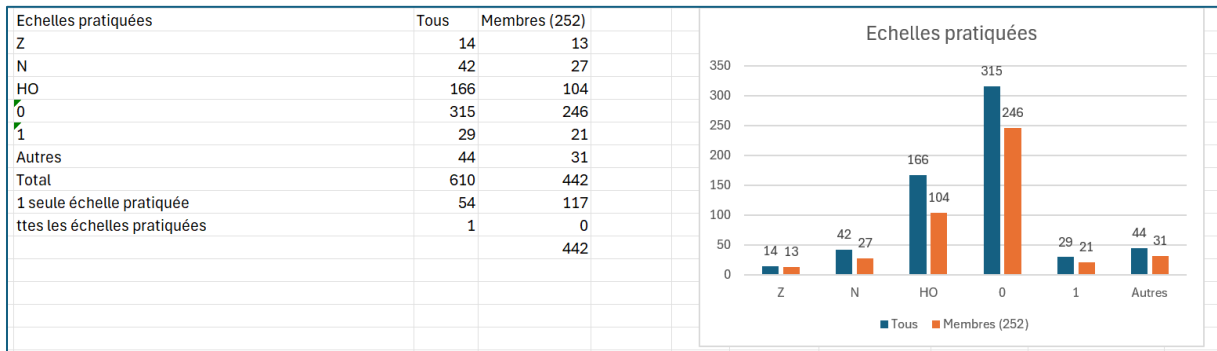 Echelles pratiquées Tous Membres (252)
Z 14 13
N 42 27
HO 166 104
0 315 246
1 29 21
Autres 44 31
Total 610 442
1 seule échelle pratiquée 54 117
ttes les échelles pratiquées 1 0
442
Echelles pratiquées
350
300
250
200
150
100
50
0
14 13
42 27
166 104
315 246
29 21
44 31
Z N HO 0 1 Autres
Tous Membres (252)